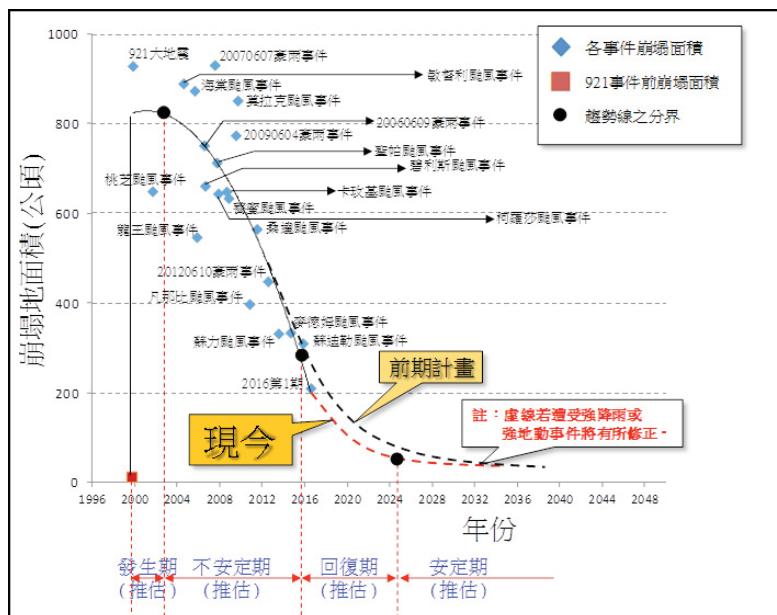 1000
800
600
400
200
0
崩塌地面積(公頃)
1996
2000
2004
2008
2012
2016
2020
2024
2028
2032
2036
2040
2044
2048
年份
各事件崩塌面積
921事件前崩塌面積
趨勢線之分界
921大地震
20070607豪雨事件
敏督利颱風事件
海棠颱風事件
莫拉克颱風事件
20060609豪雨事件
20090604豪雨事件
聖帕颱風事件
碧利斯颱風事件
桃芝颱風事件
卡玫基颱風事件
薔蜜颱風事件
柯羅莎颱風事件
龍王颱風事件
桑達颱風事件
20120610豪雨事件
凡那比颱風事件
麥德姆颱風事件
蘇力颱風事件
蘇迪勒颱風事件
2016第1期
前期計畫
現今
註：虛線若遭受強降雨或
強地動事件將有所修正。
發生期
(推估)
不安定期
(推估)
回復期
(推估)
安定期
(推估)